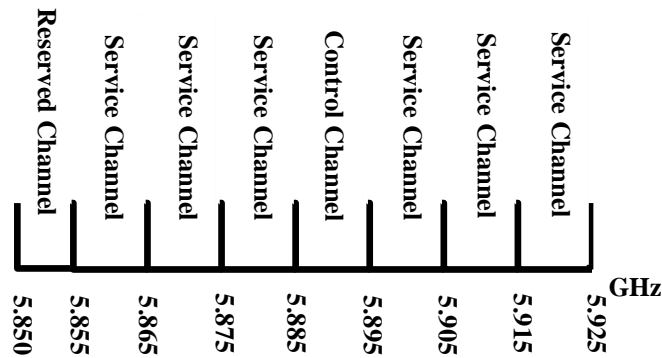 Reserved Channel
Service Channel
Service Channel
Service Channel
Control Channel
Service Channel
Service Channel
Service Channel
5.850
5.855
5.865
5.875
5.885
5.895
5.905
5.915
5.925
GHz